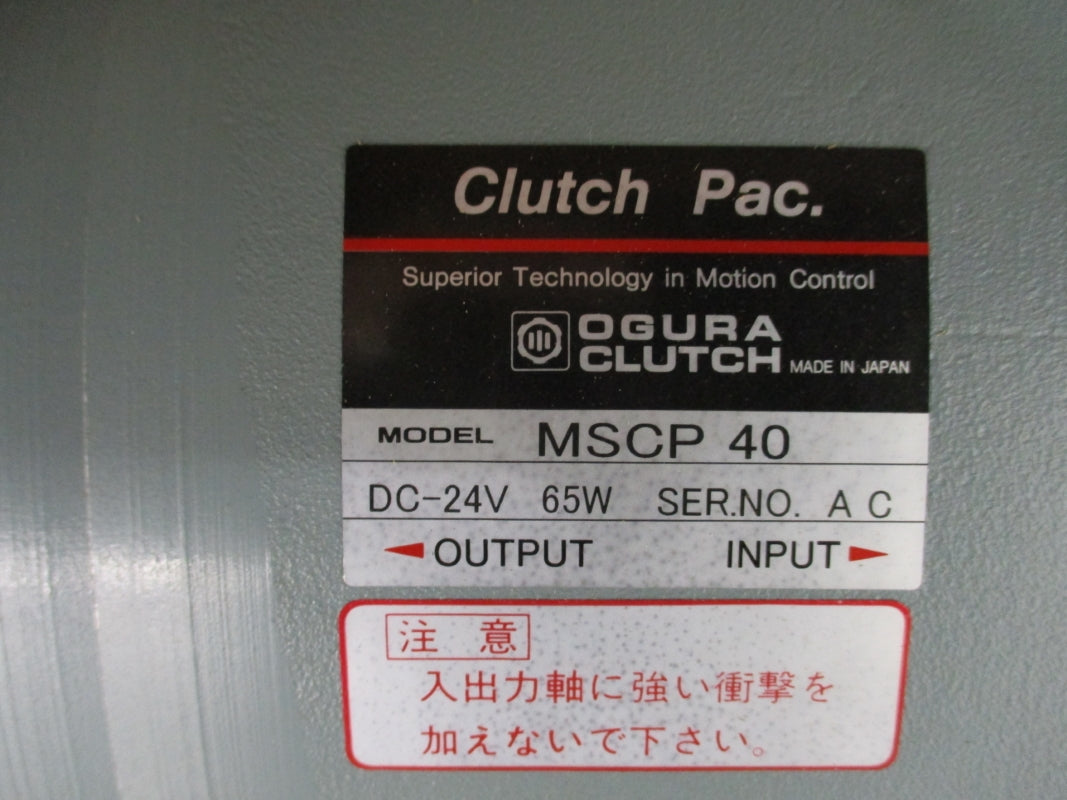 Clutch Pac.
Superior Technology in Motion Control
OGURA
CLUTCH MADE IN JAPAN
MODEL MSCP 40
DC-24V 65W SER.NO. A C
OUTPUT INPUT
注 意
入出力軸に強い衝撃を
加えないで下さい。